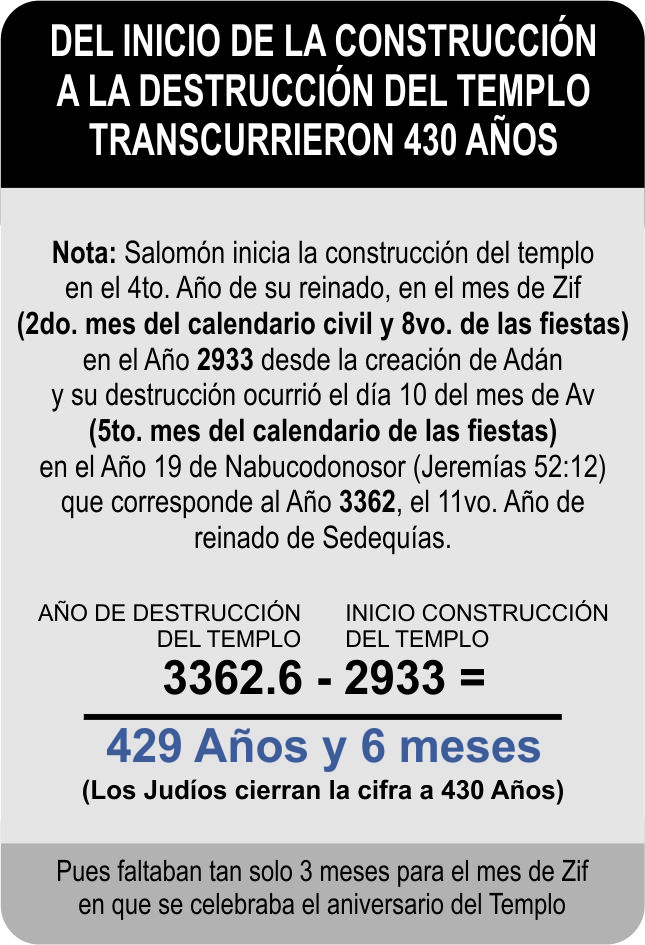 DEL INICIO DE LA CONSTRUCCIÓN
A LA DESTRUCCIÓN DEL TEMPLO
TRANSCURRIERON 430 AÑOS
Nota: Salomón inicia la construcción del templo
en el 4to. Año de su reinado, en el mes de Zif
(2do. mes del calendario civil y 8vo. de las fiestas)
en el Año 2933 desde la creación de Adán
y su destrucción ocurrió el día 10 del mes de Av
(5to. mes del calendario de las fiestas)
en el Año 19 de Nabucodonosor (Jeremías 52:12)
que corresponde al Año 3362, el 11vo. Año de
reinado de Sedequías.
AÑO DE DESTRUCCIÓN INICIO CONSTRUCCIÓN
DEL TEMPLO DEL TEMPLO
3362.6 - 2933 =
429 Años y 6 meses
(Los Judíos cierran la cifra a 430 Años)
Pues faltaban tan solo 3 meses para el mes de Zif
en que se celebraba el aniversario del Templo